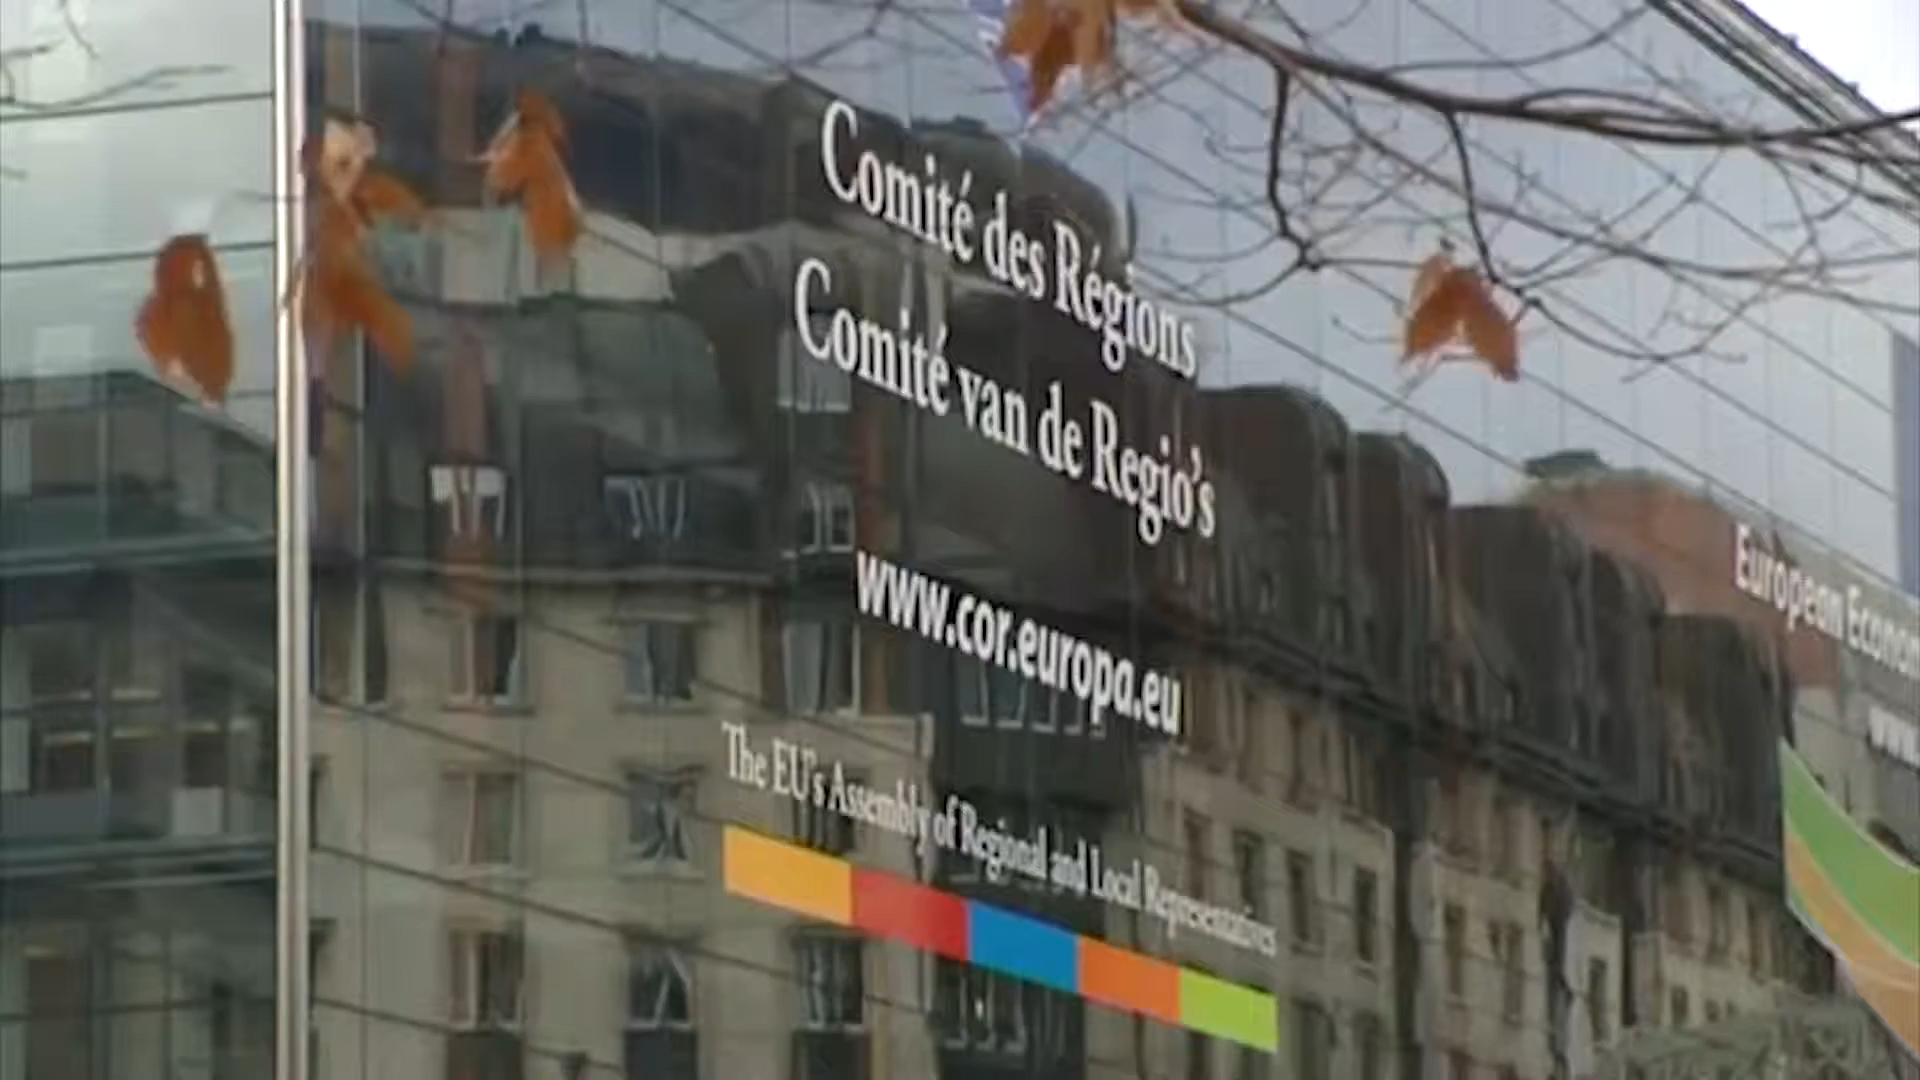 Comité des Régions
Comité van de Regio's
www.cor.europa.eu
The EU's Assembly of Regional and Local Representatives
European
www.